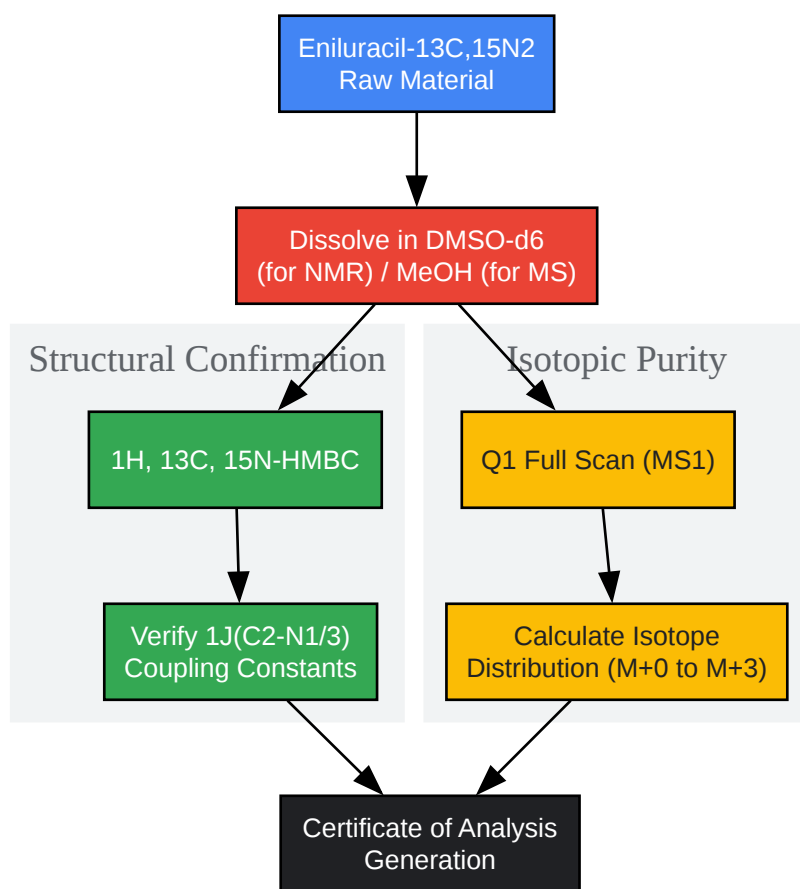 Eniluracil-13C,15N2
Raw Material
Dissolve in DMSO-d6
(for NMR) / MeOH (for MS)
Structural Confirmation
1H, 13C, 15N-HMBC
Verify 1J(C2-N1/3)
Coupling Constants
Isotopic Purity
Q1 Full Scan (MS1)
Calculate Isotope
Distribution (M+0 to M+3)
Certificate of Analysis
Generation